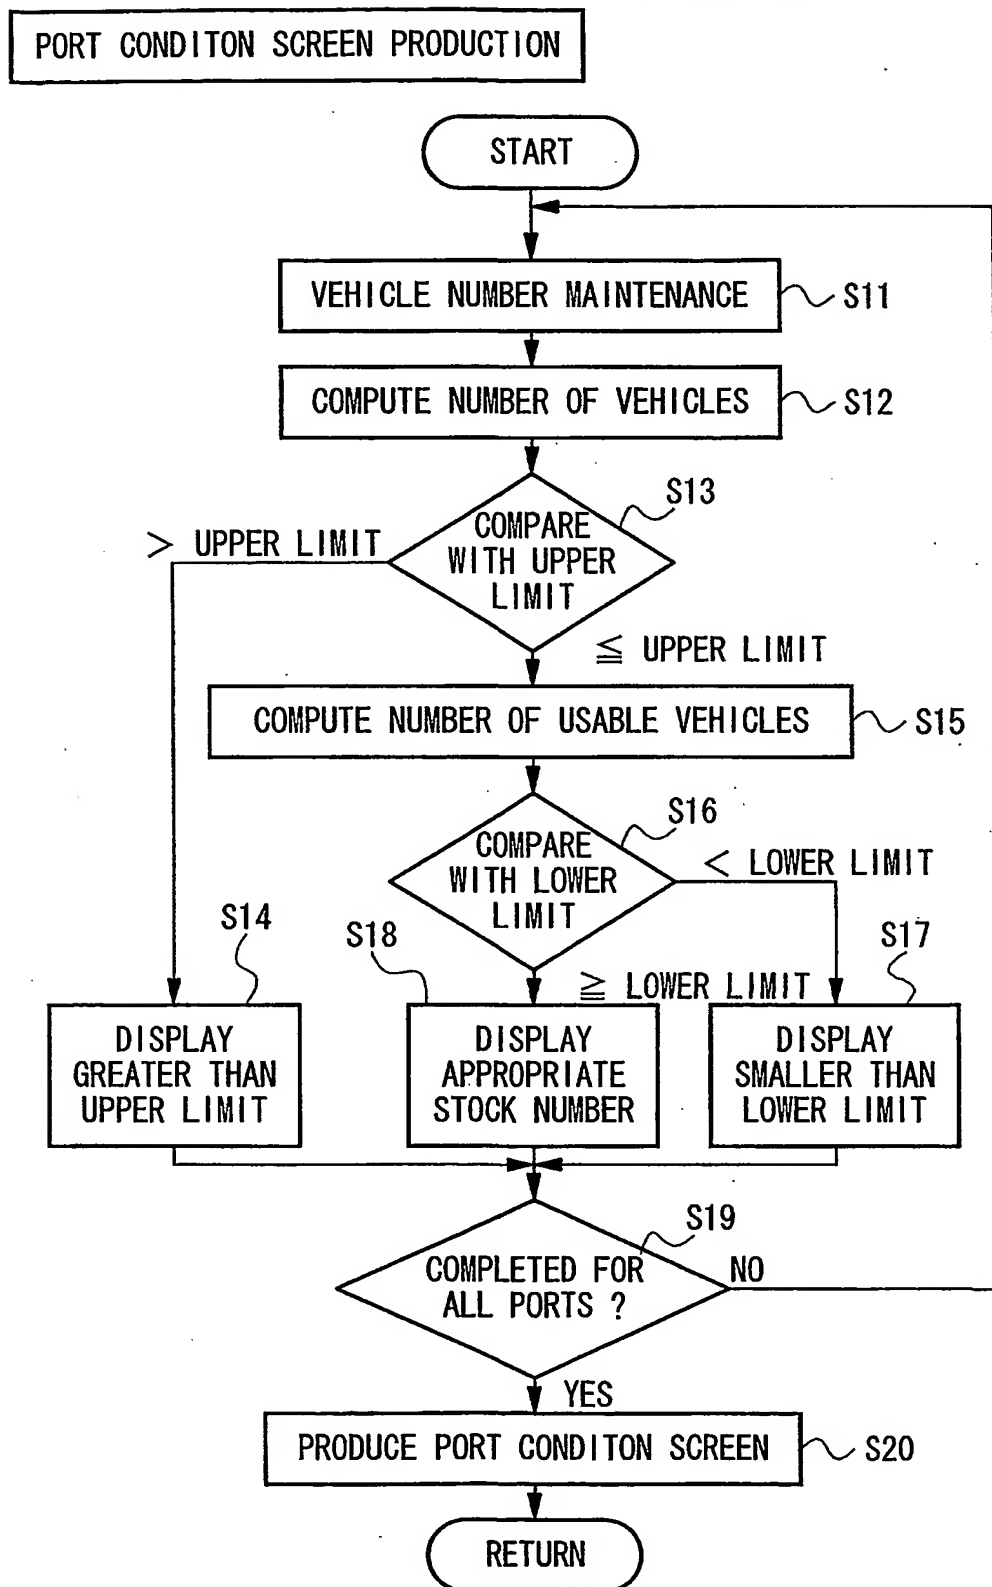 PORT CONDITON SCREEN PRODUCTION
START
VEHICLE NUMBER MAINTENANCE
S11
COMPUTE NUMBER OF VEHICLES
S12
S13
COMPARE
WITH UPPER
LIMIT
> UPPER LIMIT
≦ UPPER LIMIT
COMPUTE NUMBER OF USABLE VEHICLES
S15
S16
COMPARE
WITH LOWER
LIMIT
< LOWER LIMIT
S14
S18
S17
≧ LOWER LIMIT
DISPLAY
GREATER THAN
UPPER LIMIT
DISPLAY
APPROPRIATE
STOCK NUMBER
DISPLAY
SMALLER THAN
LOWER LIMIT
S19
COMPLETED FOR
ALL PORTS ?
NO
YES
PRODUCE PORT CONDITON SCREEN
S20
RETURN